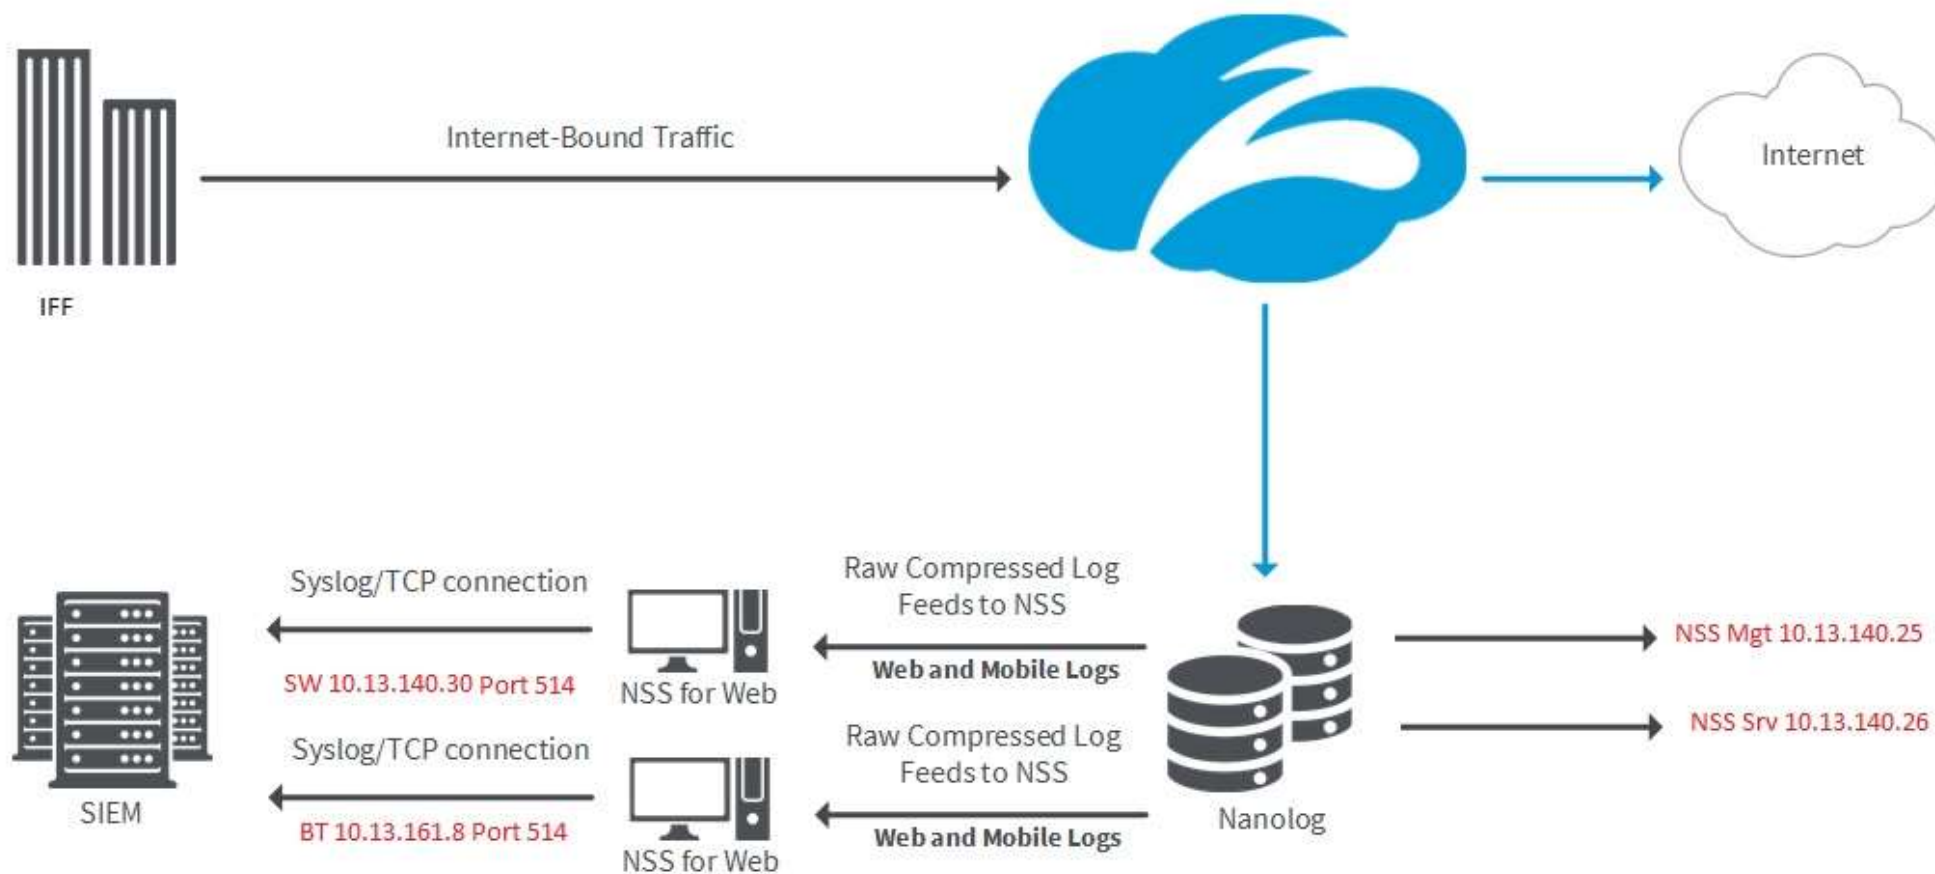 Internet-Bound Traffic
Internet
IFF
Syslog/TCP connection
SW 10.13.140.30 Port 514
NSS for Web
Raw Compressed Log
Feeds to NSS
Web and Mobile Logs
NSS Mgt 10.13.140.25
NSS Srv 10.13.140.26
Syslog/TCP connection
BT 10.13.161.8 Port 514
NSS for Web
Raw Compressed Log
Feeds to NSS
Web and Mobile Logs
SIEM
Nanolog